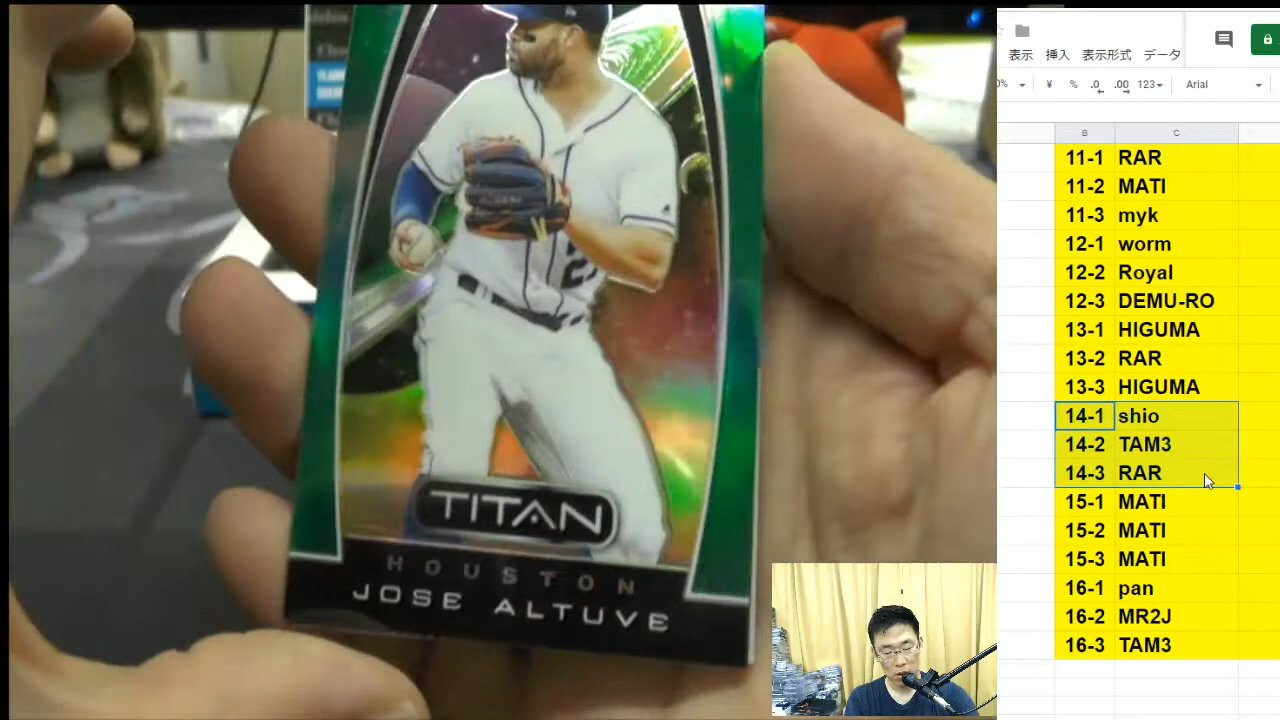 TITAN
HOUSTON
JOSE ALTUVE
2
表示 挿入 表示形式 データ
0% ¥ % .0 .00 123 Arial
B C
11-1 RAR
11-2 MATI
11-3 myk
12-1 worm
12-2 Royal
12-3 DEMU-RO
13-1 HIGUMA
13-2 RAR
13-3 HIGUMA
14-1 shio
14-2 TAM3
14-3 RAR
15-1 MATI
15-2 MATI
15-3 MATI
16-1 pan
16-2 MR2J
16-3 TAM3